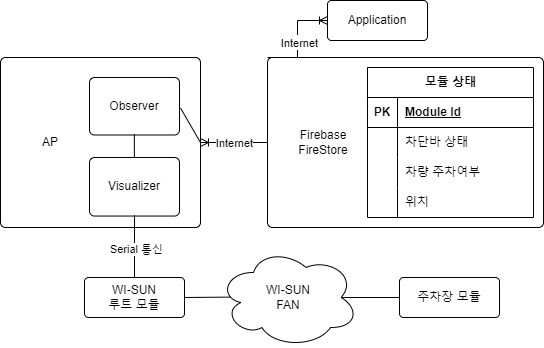 Application
Internet
AP
Observer
Visualizer
Internet
Firebase
FireStore
모듈 상태
PK Module Id
차단바 상태
차량 주차여부
위치
Serial 통신
WI-SUN
루트 모듈
WI-SUN
FAN
주차장 모듈